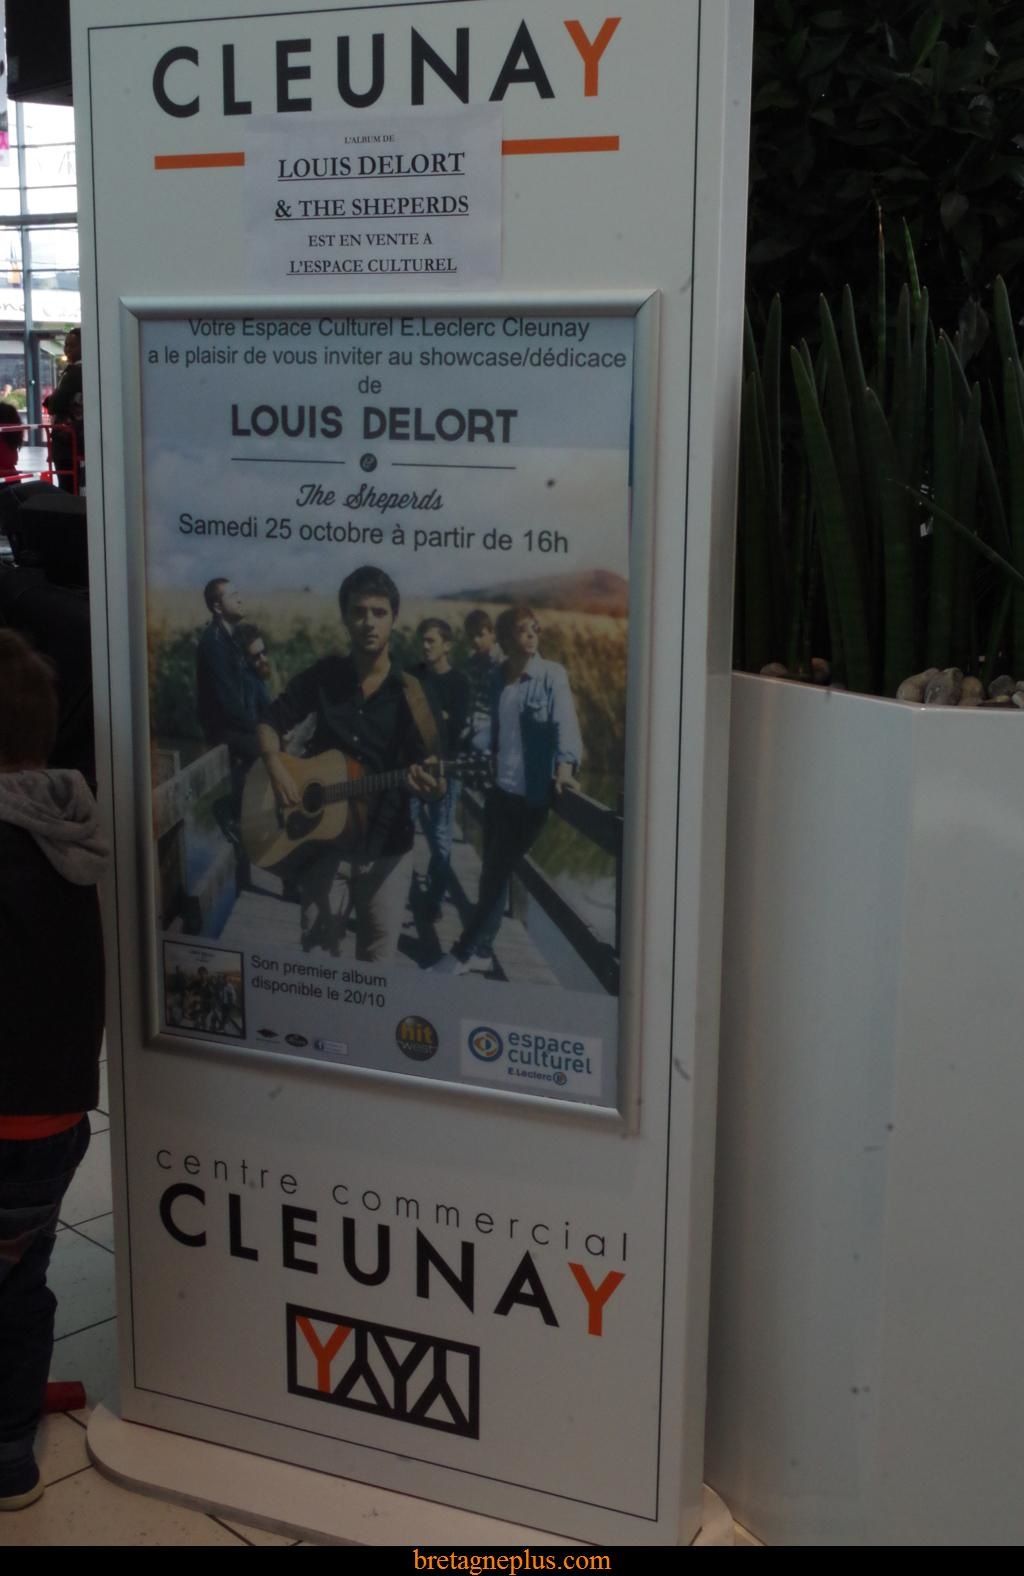 CLEUNAY
L'ALBUM DE
LOUIS DELORT
& THE SHEPERDS
EST EN VENTE A
L'ESPACE CULTUREL
Votre Espace Culturel E.Leclerc Cleunay
a le plaisir de vous inviter au showcase/dédicace
de
LOUIS DELORT
&
The Sheperds
Samedi 25 octobre à partir de 16h
Son premier album
disponible le 20/10
hit
west
espace
culturel
E.Leclerc
centre commercial
CLEUNAY
bretagneplus.com